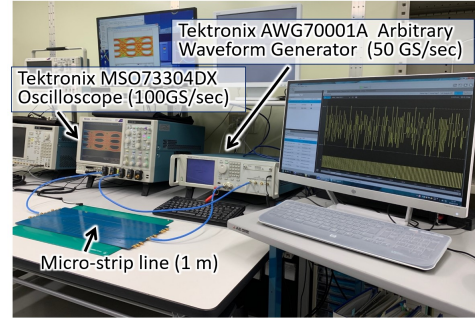 Tektronix AWG70001A Arbitrary
Waveform Generator (50 GS/sec)
Tektronix MSO73304DX
Oscilloscope (100GS/sec)
Micro-strip line (1 m)